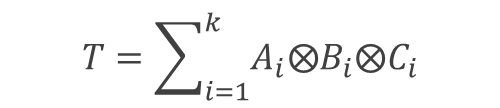 T = ∑_{i=1}^{k} A_i⊗B_i⊗C_i